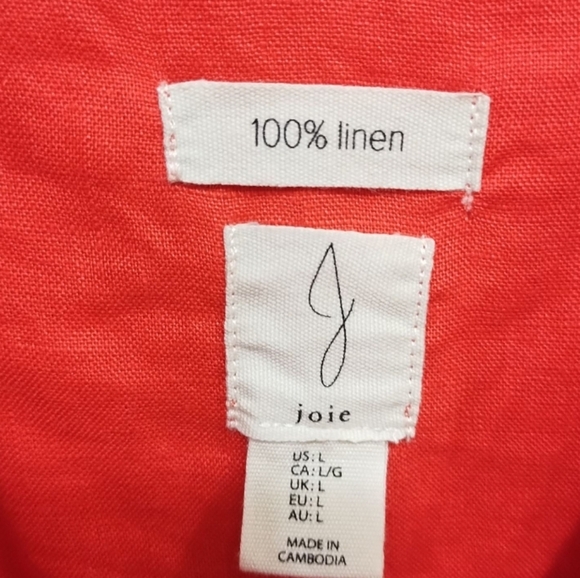 100% linen
J
joie
US: L
CA: L/G
UK: L
EU: L
AU: L
MADE IN
CAMBODIA